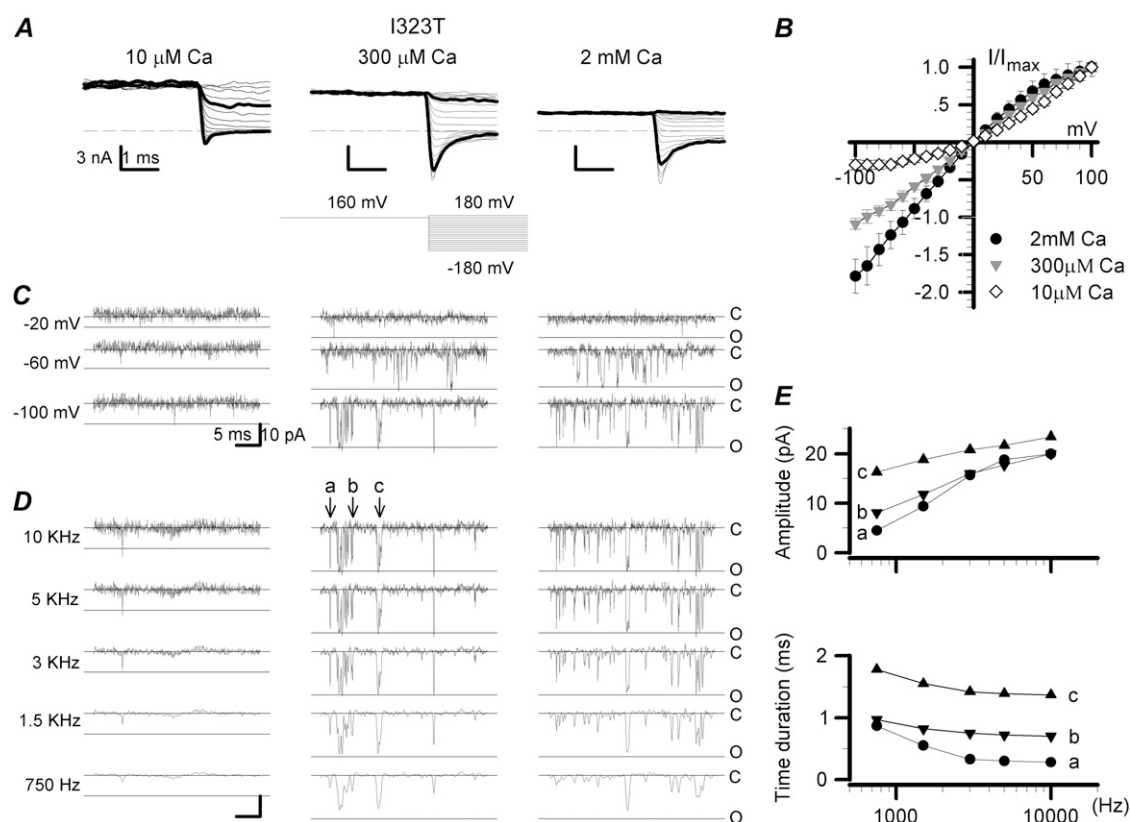 A
I323T
10 μM Ca
300 μM Ca
2 mM Ca
3 nA 1 ms
160 mV
180 mV
-180 mV
B
I/Imax
1.0
.5
mV
-100
50
100
-.5
-1.0
-1.5
-2.0
2mM Ca
300μM Ca
10μM Ca
C
-20 mV
-60 mV
-100 mV
5 ms 10 pA
C
O
C
O
C
O
D
a b c
10 KHz
5 KHz
3 KHz
1.5 KHz
750 Hz
C
O
C
O
C
O
C
O
C
O
E
Amplitude (pA)
20
10
0
c
b
a
Time duration (ms)
2
1
0
c
b
a
1000
10000
(Hz)